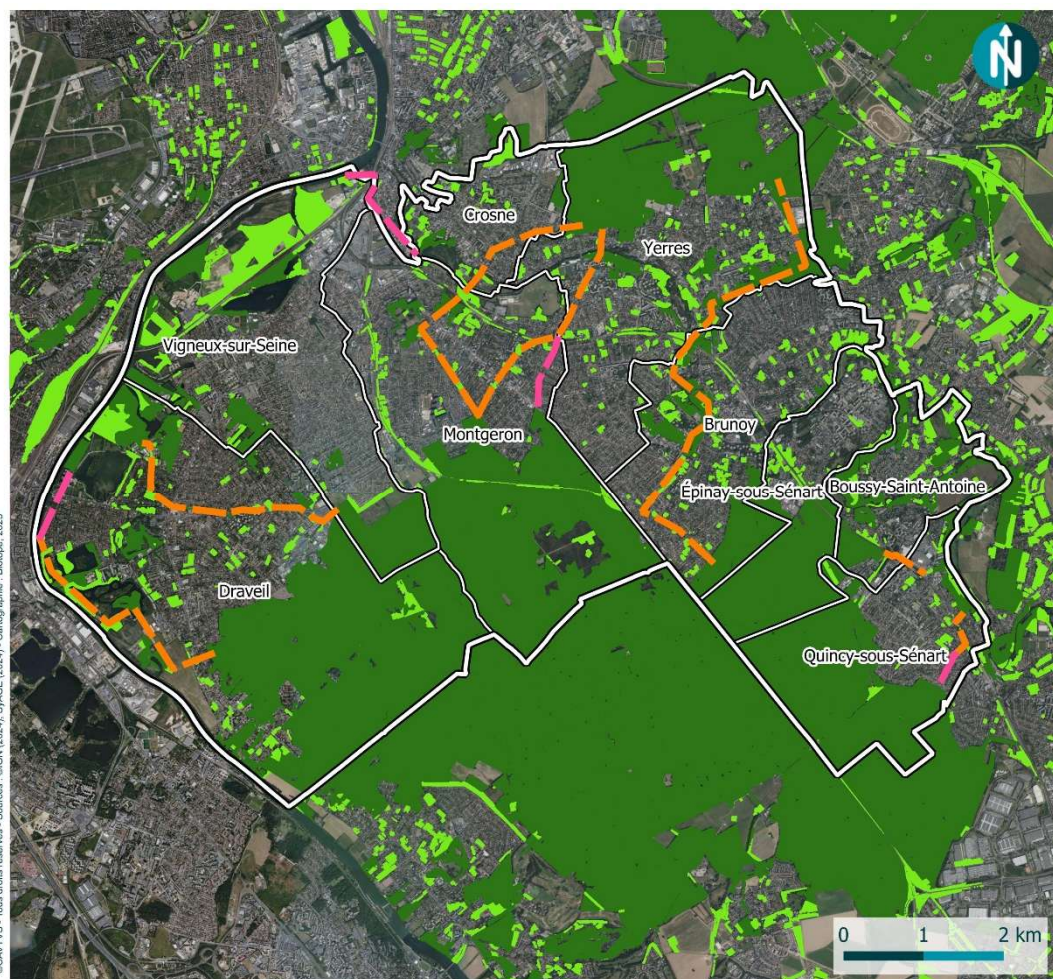 N
Crosne
Yerres
Vigneux-sur-Seine
Brunoy
Montgeron
Épinay-sous-Sénart
Boussy-Saint-Antoine
Draveil
Quincy-sous-Sénart
0 1 2 km